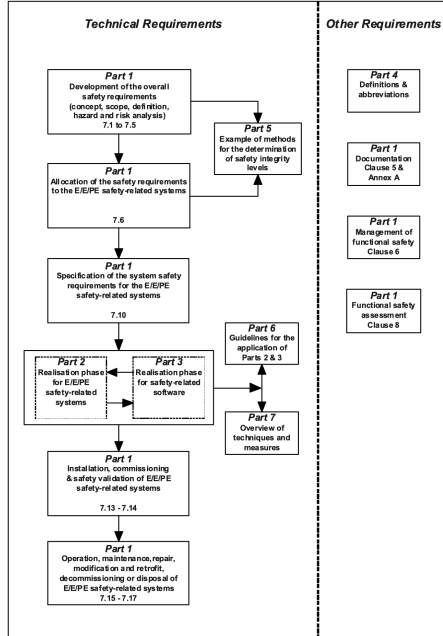 Technical Requirements
Other Requirements
Part 1
Development of the overall
safety requirements
(concept, scope, definition,
hazard and risk analysis)
7.1 to 7.5
Part 5
Example of methods
for the determination
of safety integrity
levels
Part 1
Allocation of the safety requirements
to the E/E/PE safety-related systems
7.6
Part 1
Specification of the system safety
requirements for the E/E/PE
safety-related systems
7.10
Part 6
Guidelines for the
application of
Parts 2 & 3
Part 2
Realisation phase
for E/E/PE
safety-related
systems
Part 3
Realisation phase
for safety-related
software
Part 7
Overview of
techniques and
measures
Part 1
Installation, commissioning
& safety validation of E/E/PE
safety-related systems
7.13 - 7.14
Part 1
Operation, maintenance,repair,
modification and retrofit,
decommissioning or disposal of
E/E/PE safety-related systems
7.15 - 7.17
Part 4
Definitions &
abbreviations
Part 1
Documentation
Clause 5 &
Annex A
Part 1
Management of
functional safety
Clause 6
Part 1
Functional safety
assessment
Clause 8